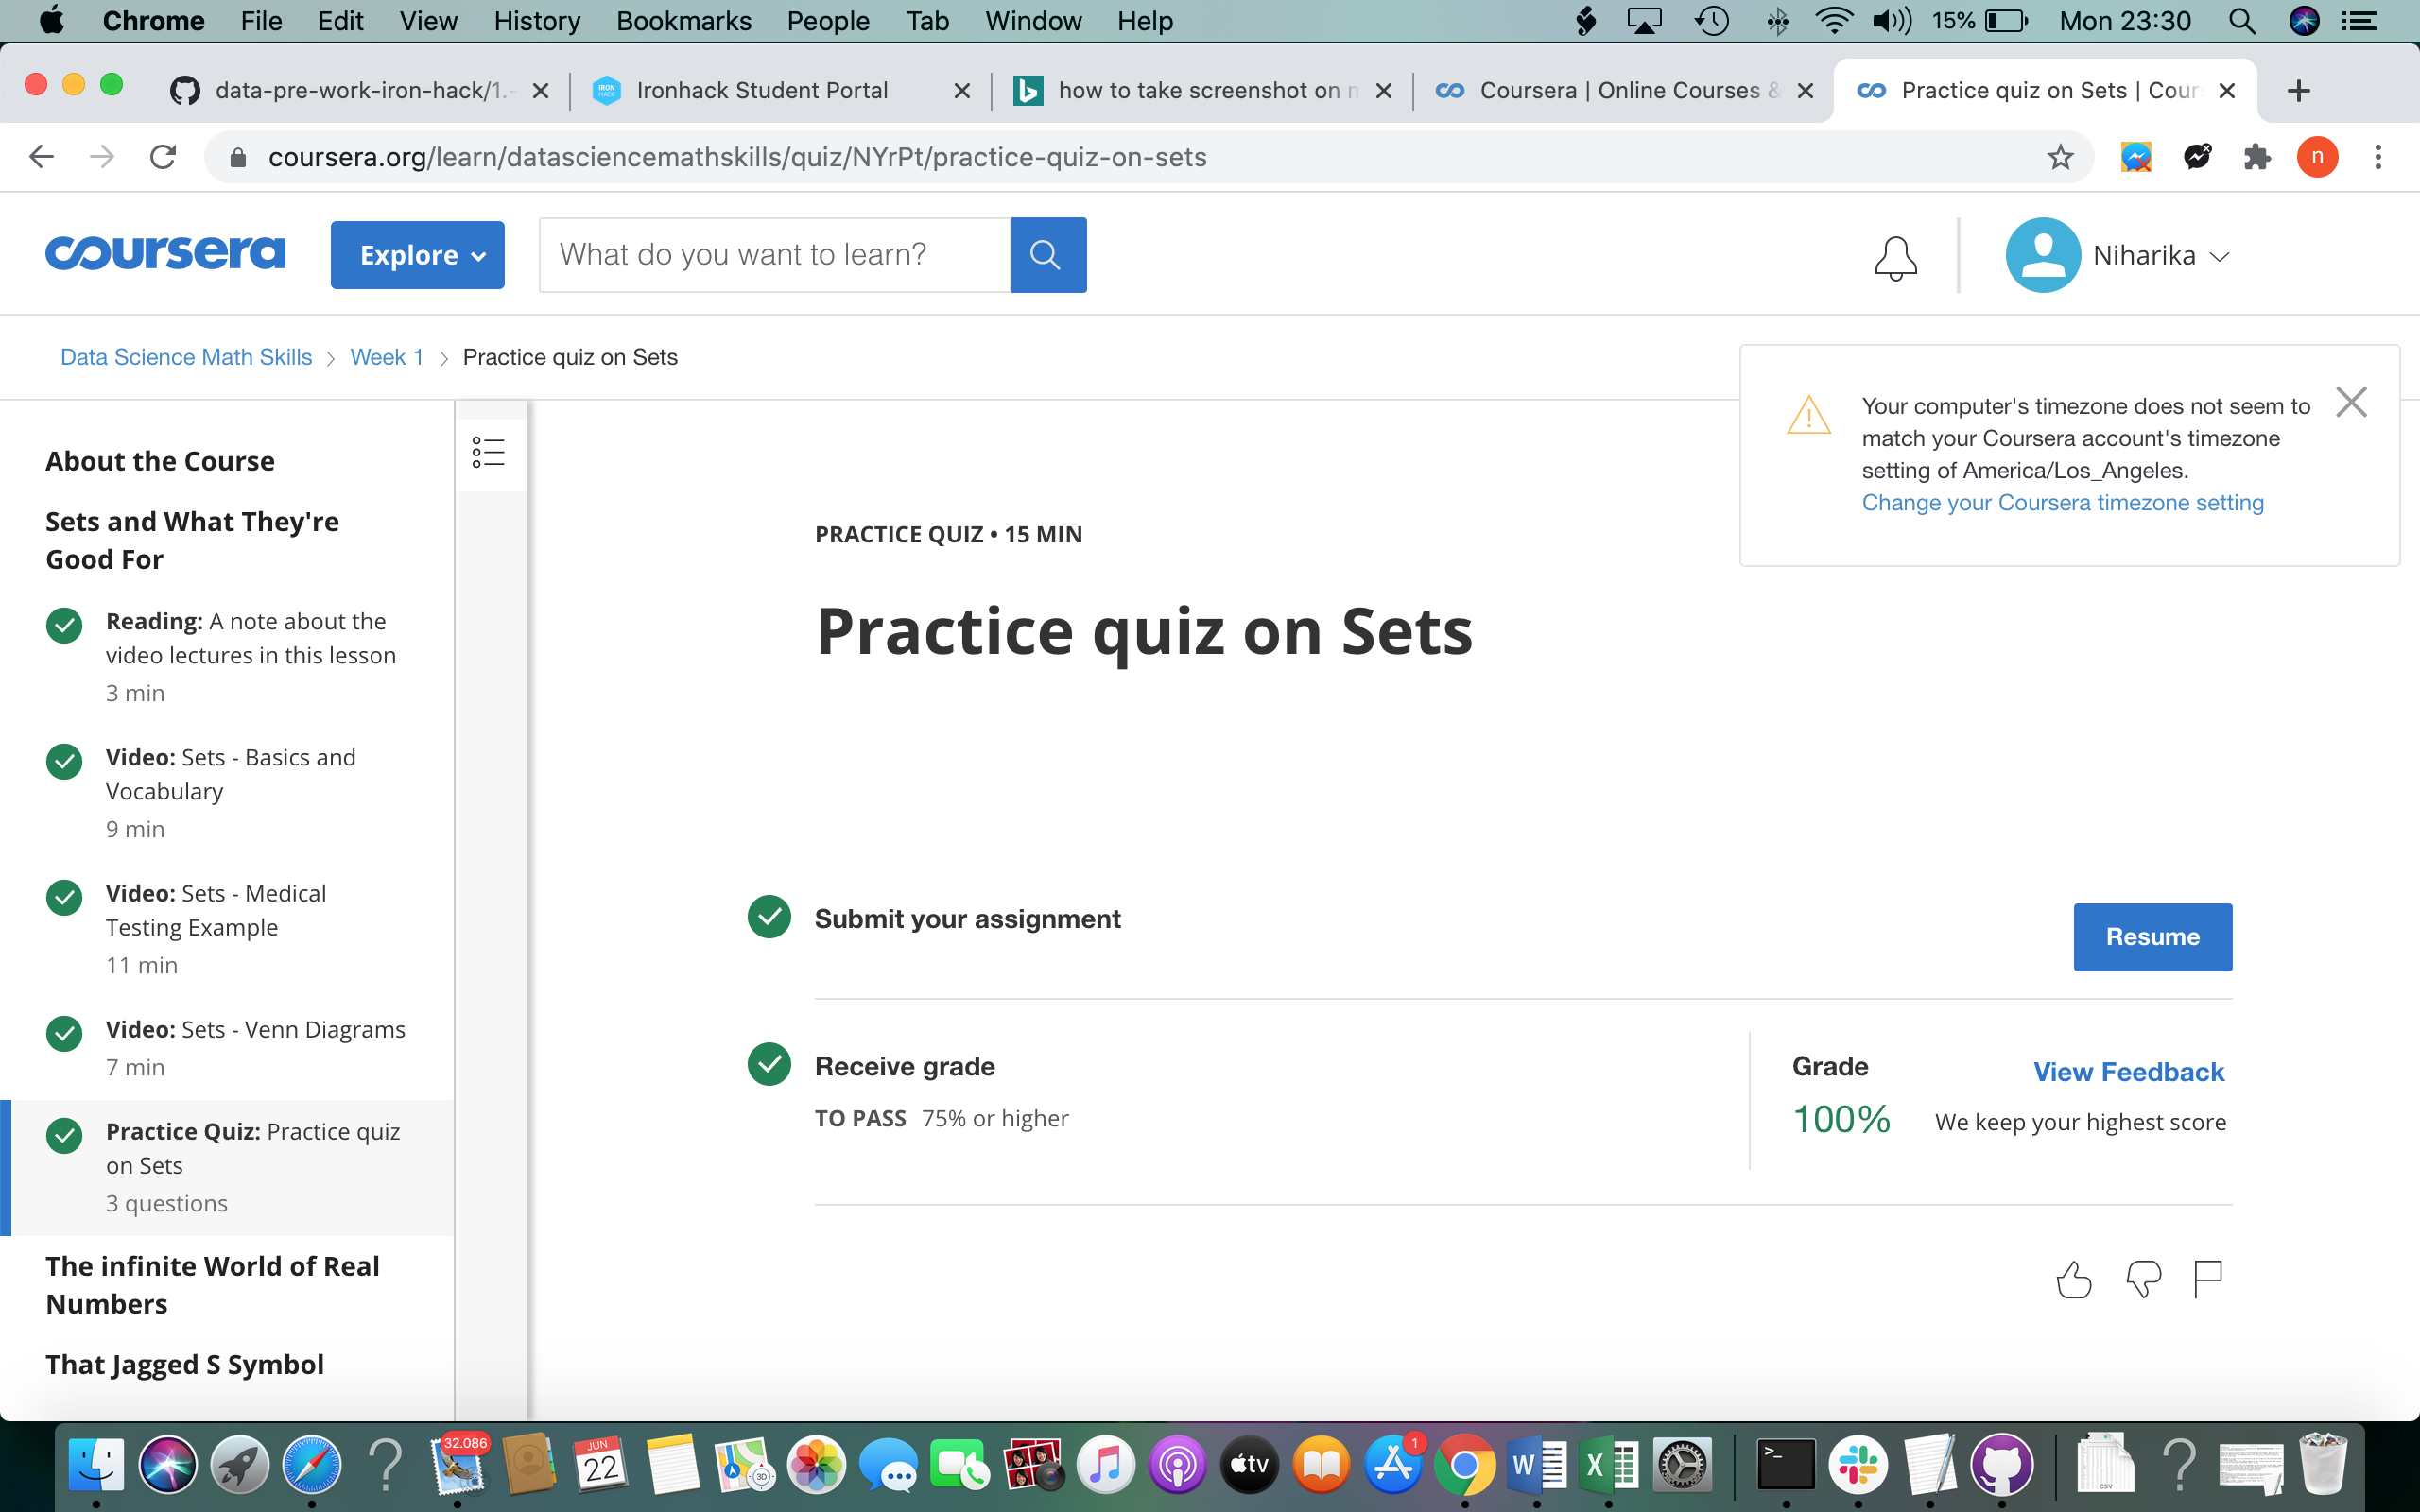 Chrome File Edit View History Bookmarks People Tab Window Help 15% Mon 23:30
data-pre-work-iron-hack/1.- Ironhack Student Portal how to take screenshot on m Coursera | Online Courses & Practice quiz on Sets | Cour
coursera.org/learn/datasciencemathskills/quiz/NYrPt/practice-quiz-on-sets n
coursera Explore What do you want to learn? Niharika
Data Science Math Skills > Week 1 > Practice quiz on Sets
Your computer's timezone does not seem to
match your Coursera account's timezone
setting of America/Los_Angeles.
Change your Coursera timezone setting
About the Course
Sets and What They're
Good For
Reading: A note about the
video lectures in this lesson
3 min
Video: Sets - Basics and
Vocabulary
9 min
Video: Sets - Medical
Testing Example
11 min
Video: Sets - Venn Diagrams
7 min
Practice Quiz: Practice quiz
on Sets
3 questions
The infinite World of Real
Numbers
That Jagged S Symbol
PRACTICE QUIZ • 15 MIN
Practice quiz on Sets
Submit your assignment
Resume
Receive grade
TO PASS 75% or higher
Grade
100%
View Feedback
We keep your highest score
32.086
JUN
22
3D
tv
1
W
X
CSV